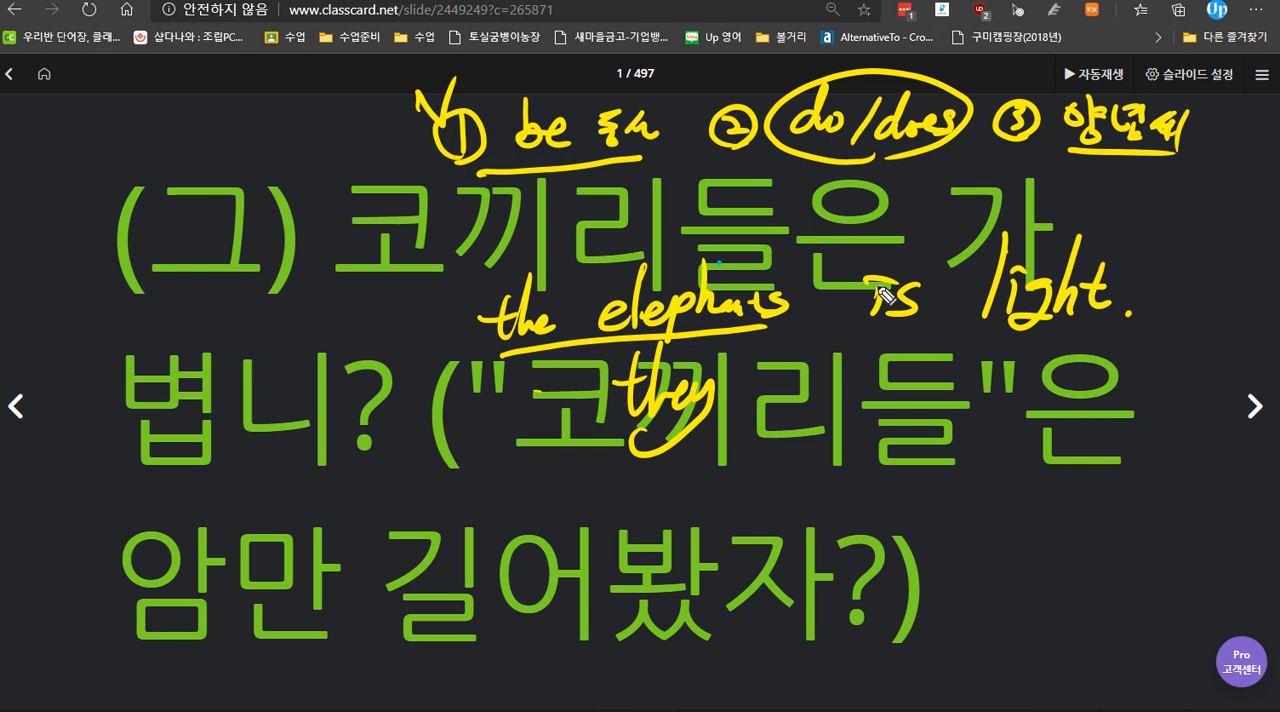 안전하지 않음 www.classcard.net/slide/2449249?c=265871
우리반 단어장, 클래... 샵다나와 : 조립PC... 수업 수업준비 수업 토실굼벵이농장 새마을금고-기업뱅... Up 영어 볼거리 AlternativeTo - Cro... 구미캠핑장(2018년) 다른 즐겨찾기
1 / 497 자동재생 슬라이드 설정
① be 동사 ② do/does ③
(그) 코끼리들은 가
the elephants is light.
볍니? ("코끼리들"은
they
암만 길어봤자?)
Pro
고객센터